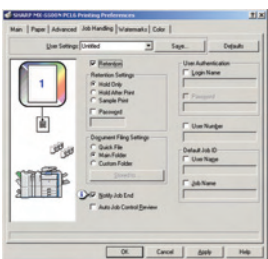 SHARP MX-5500N PCL6 Printing Preferences
Main Paper Advanced Job Handling Watermarks Color
User Settings: Untitled Save... Defaults
Retention
Retention Settings
Hold Only
Hold After Print
Sample Print
Password
Document Filing Settings
Quick File
Main Folder
Custom Folder
Notify Job End
Auto Job Control Review
User Authentication
Login Name
Password
User Number
Default Job ID
User Name
Job Name
1
OK Cancel Apply Help